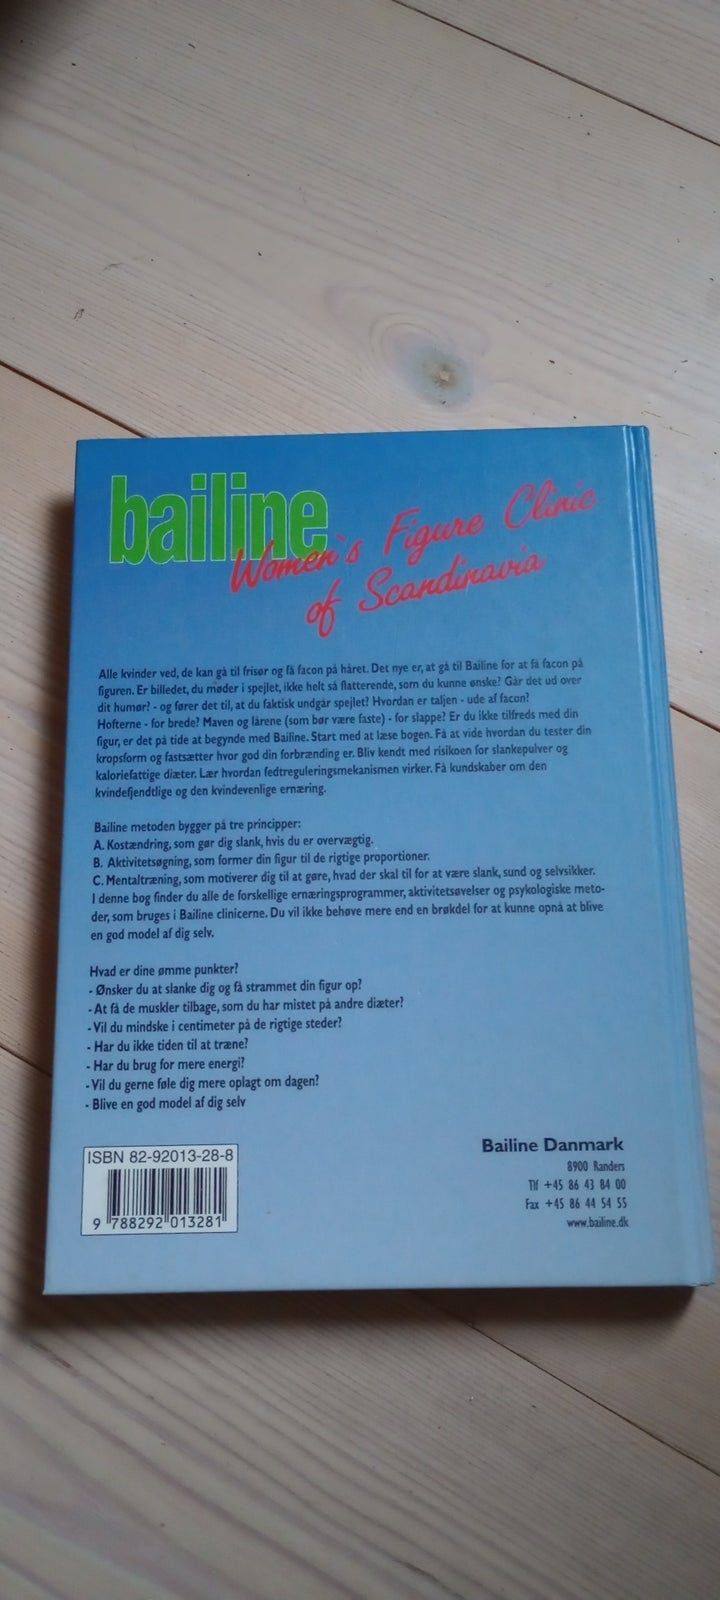 bailine
Women's Figure Clinic
of Scandinavia
Alle kvinder ved, de kan gå til frisør og få facon på håret. Det nye er, at gå til Bailine for at få facon på
figuren. Er billedet, du møder i spejlet, ikke helt så flatterende, som du kunne ønske? Går det ud over
dit humør? - og fører det til, at du faktisk undgår spejlet? Hvordan er taljen - ude af facon?
Hofterne - for brede? Maven og lårene (som bør være faste) - for slappe? Er du ikke tilfreds med din
figur, er det på tide at begynde med Bailine. Start med at læse bogen. Få at vide hvordan du tester din
kropsform og fastsætter hvor god din forbrænding er. Bliv kendt med risikoen for slankepulver og
kaloriefattige diæter. Lær hvordan fedtreguleringsmekanismen virker. Få kundskaber om den
kvindefjendtlige og den kvindevenlige ernæring.
Bailine metoden bygger på tre principper:
A. Kostændring, som gør dig slank, hvis du er overvægtig.
B. Aktivitetsøgning, som former din figur til de rigtige proportioner.
C. Mentaltræning, som motiverer dig til at gøre, hvad der skal til for at være slank, sund og selvsikker.
I denne bog finder du alle de forskellige ernæringsprogrammer, aktivitetsøvelser og psykologiske meto-
der, som bruges i Bailine clinicerne. Du vil ikke behøve mere end en brøkdel for at kunne opnå at blive
en god model af dig selv.
Hvad er dine ømme punkter?
- Ønsker du at slanke dig og få strammet din figur op?
- At få de muskler tilbage, som du har mistet på andre diæter?
- Vil du mindske i centimeter på de rigtige steder?
- Har du ikke tiden til at træne?
- Har du brug for mere energi?
- Vil du gerne føle dig mere oplagt om dagen?
- Blive en god model af dig selv
ISBN 82-92013-28-8
9 788292 013281
Bailine Danmark
8900 Randers
Tlf +45 86 43 84 00
Fax +45 86 44 54 55
www.bailine.dk